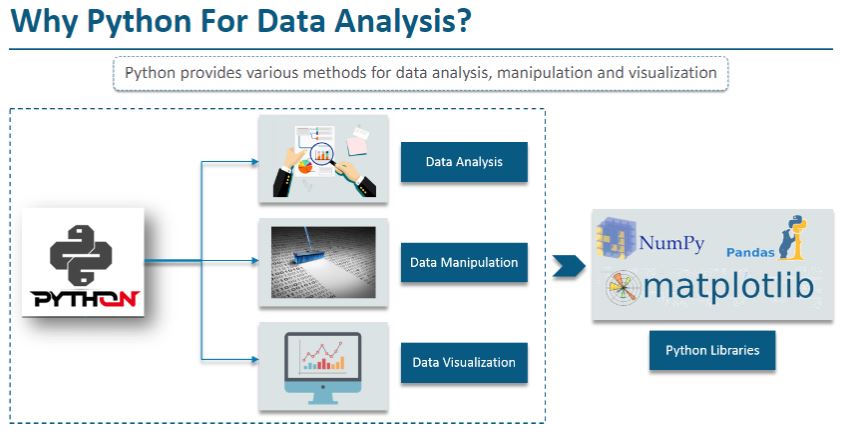 Why Python For Data Analysis?
Python provides various methods for data analysis, manipulation and visualization
Data Analysis
PYTHON
Data Manipulation
Data Visualization
NumPy
Pandas
matplotlib
Python Libraries